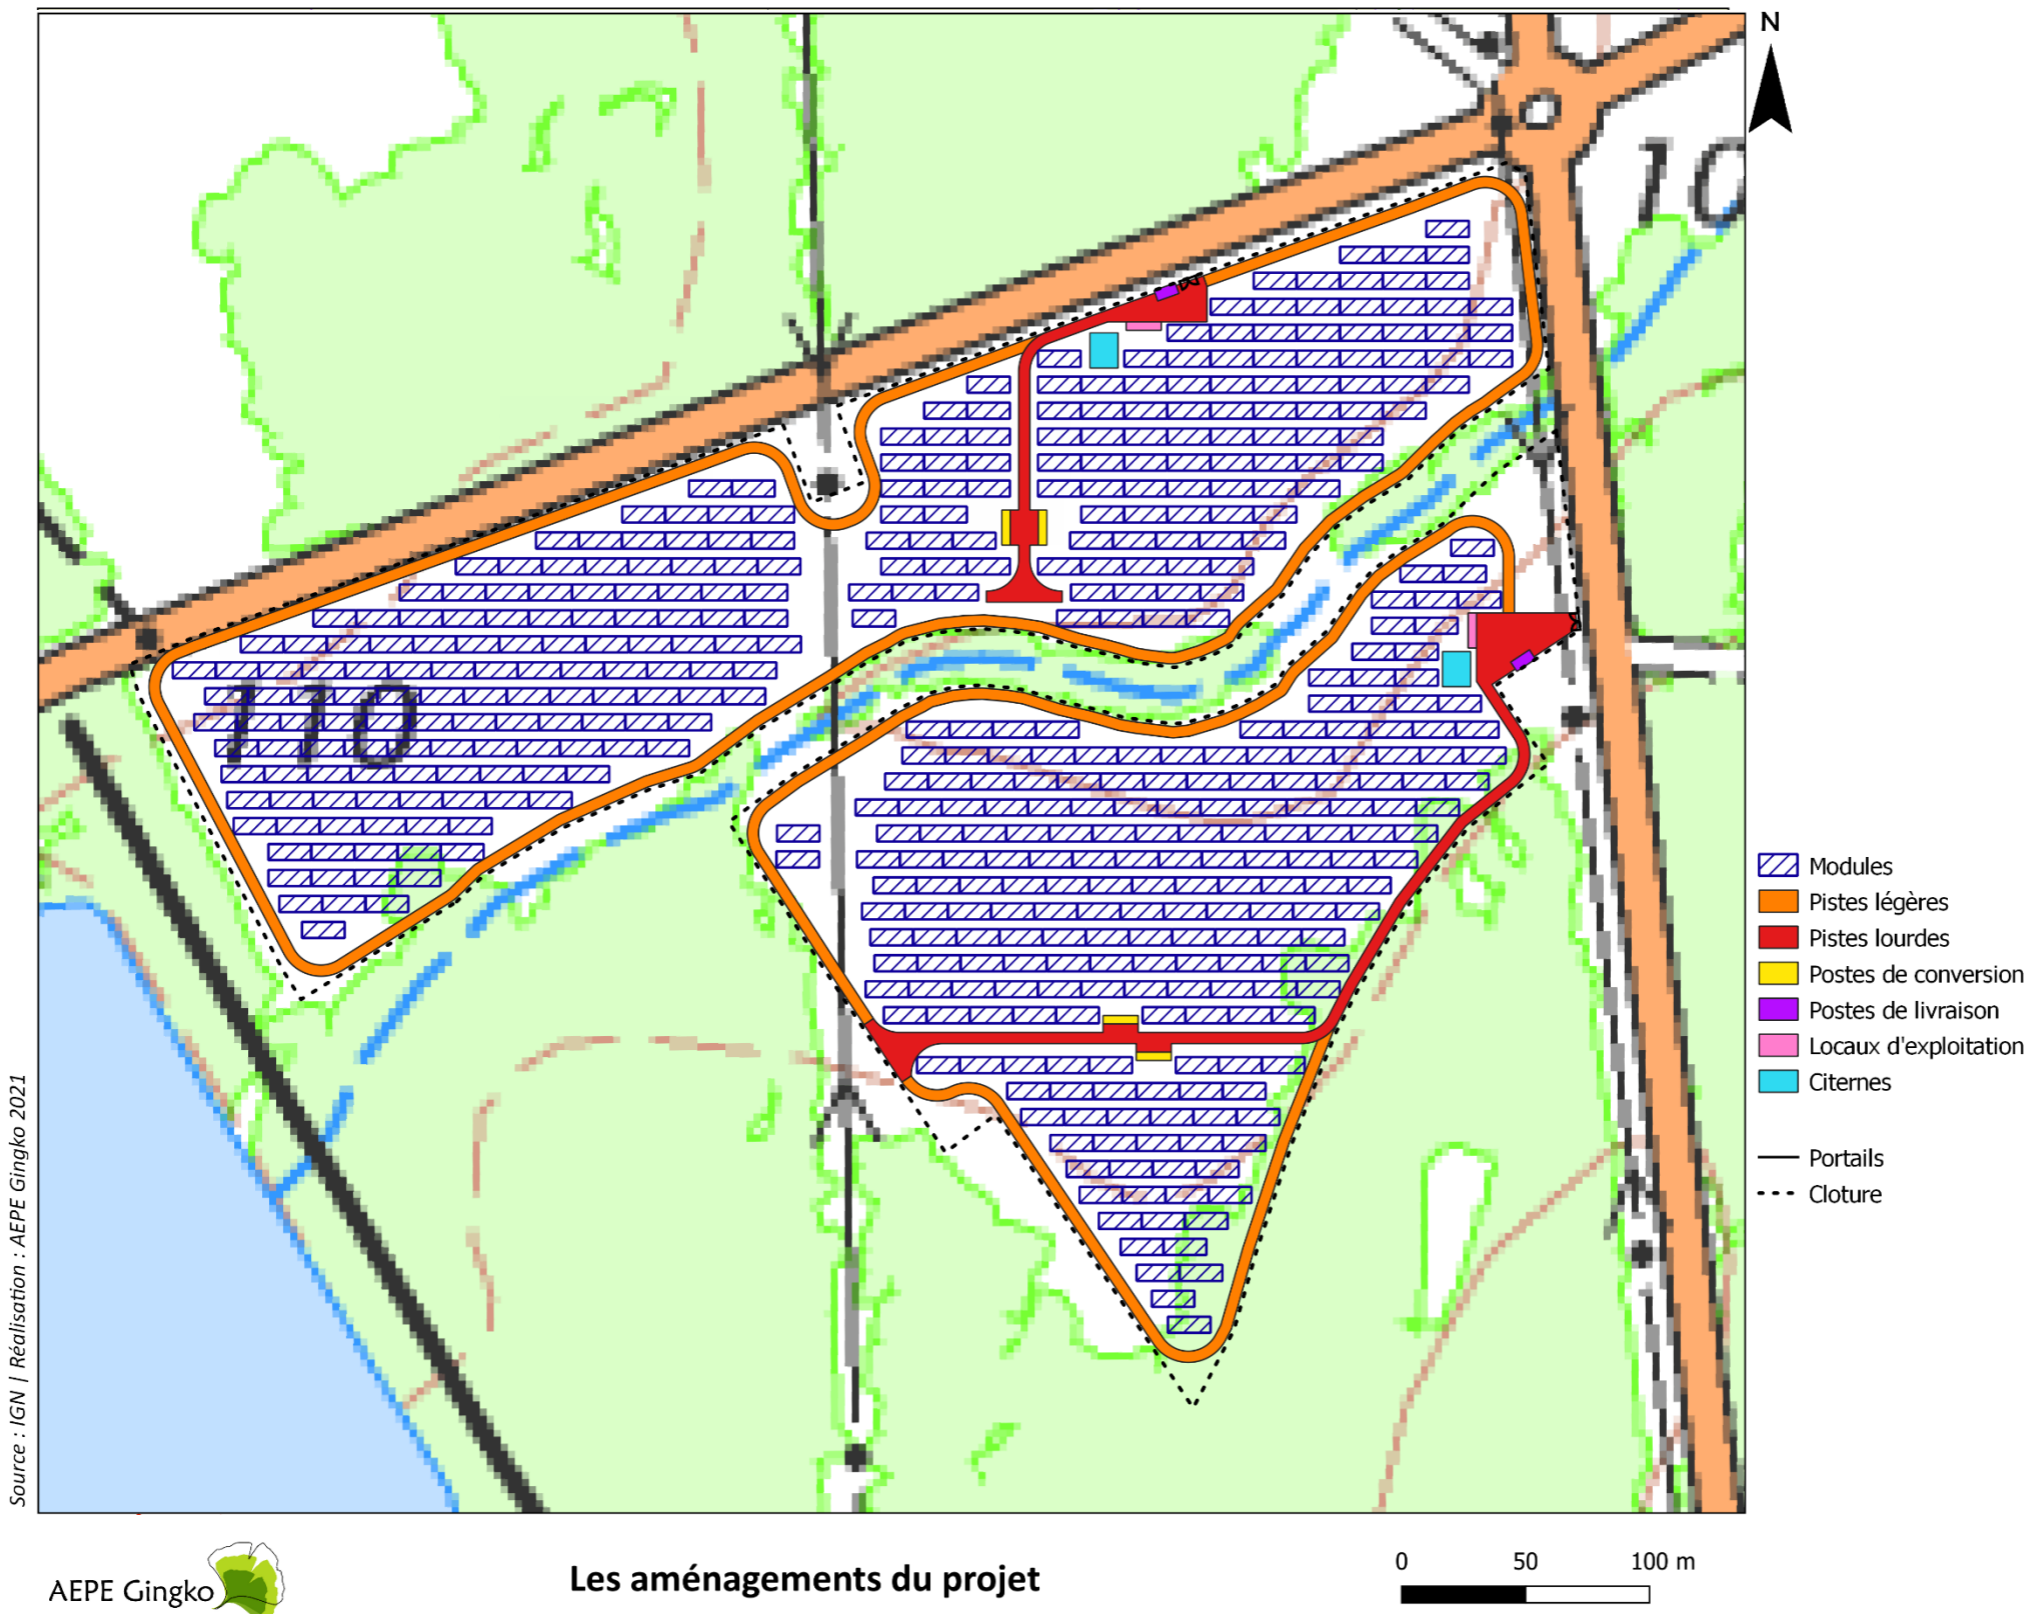 N
10
110
Modules
Pistes légères
Pistes lourdes
Postes de conversion
Postes de livraison
Locaux d'exploitation
Citernes
Portails
Cloture
Source : IGN | Réalisation : AEPE Gingko 2021
AEPE Gingko
Les aménagements du projet
0 50 100 m